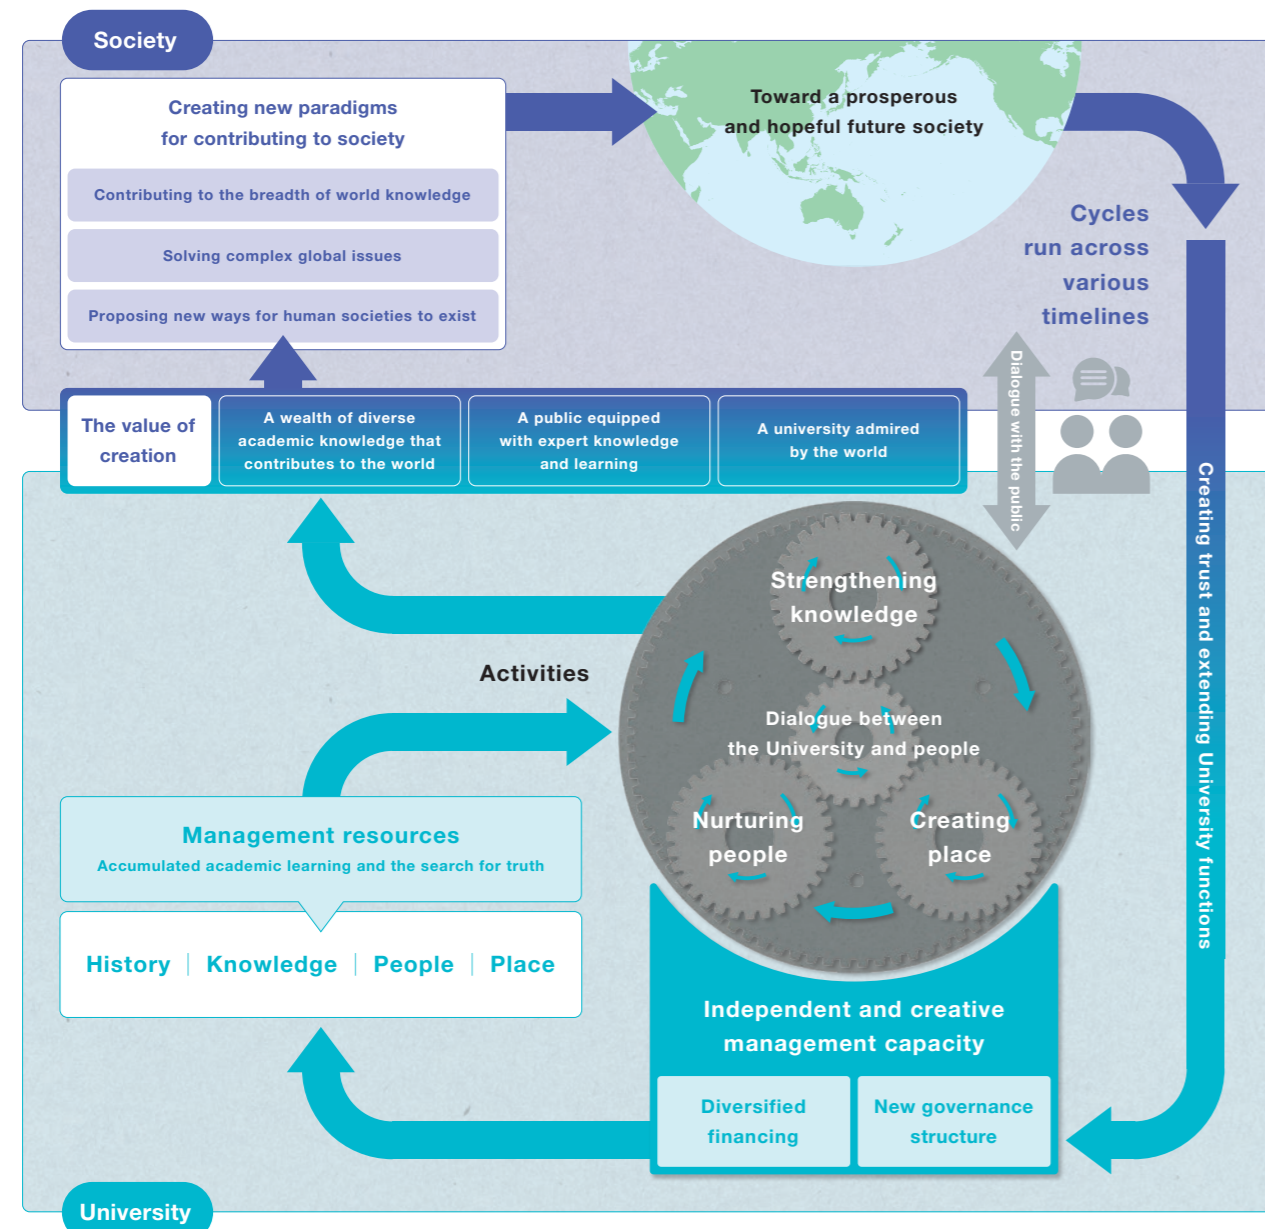 Society
Creating new paradigms
for contributing to society
Contributing to the breadth of world knowledge
Solving complex global issues
Proposing new ways for human societies to exist
Toward a prosperous
and hopeful future society
Cycles
run across
various
timelines
Dialogue with the public
The value of
creation
A wealth of diverse
academic knowledge that
contributes to the world
A public equipped
with expert knowledge
and learning
A university admired
by the world
Creating trust and extending University functions
Activities
Strengthening
knowledge
Dialogue between
the University and people
Nurturing
people
Creating
place
Management resources
Accumulated academic learning and the search for truth
History | Knowledge | People | Place
Independent and creative
management capacity
Diversified
financing
New governance
structure
University